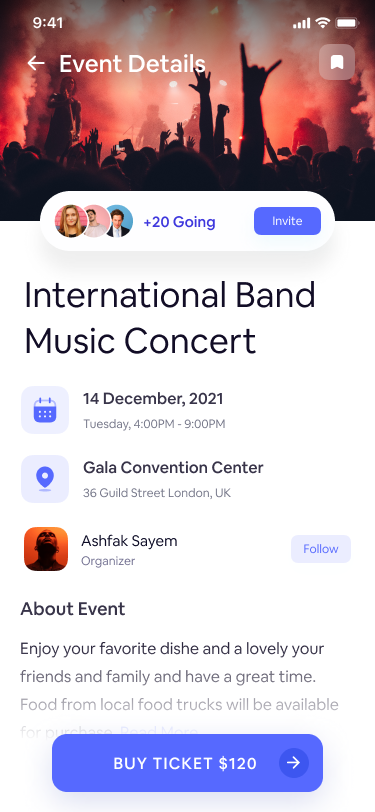 9:41
Event Details
+20 Going
Invite
International Band
Music Concert
14 December, 2021
Tuesday, 4:00PM - 9:00PM
Gala Convention Center
36 Guild Street London, UK
Ashfak Sayem
Organizer
Follow
About Event
Enjoy your favorite dishe and a lovely your
friends and family and have a great time.
Food from local food trucks will be available
for purchase. Read More
BUY TICKET $120